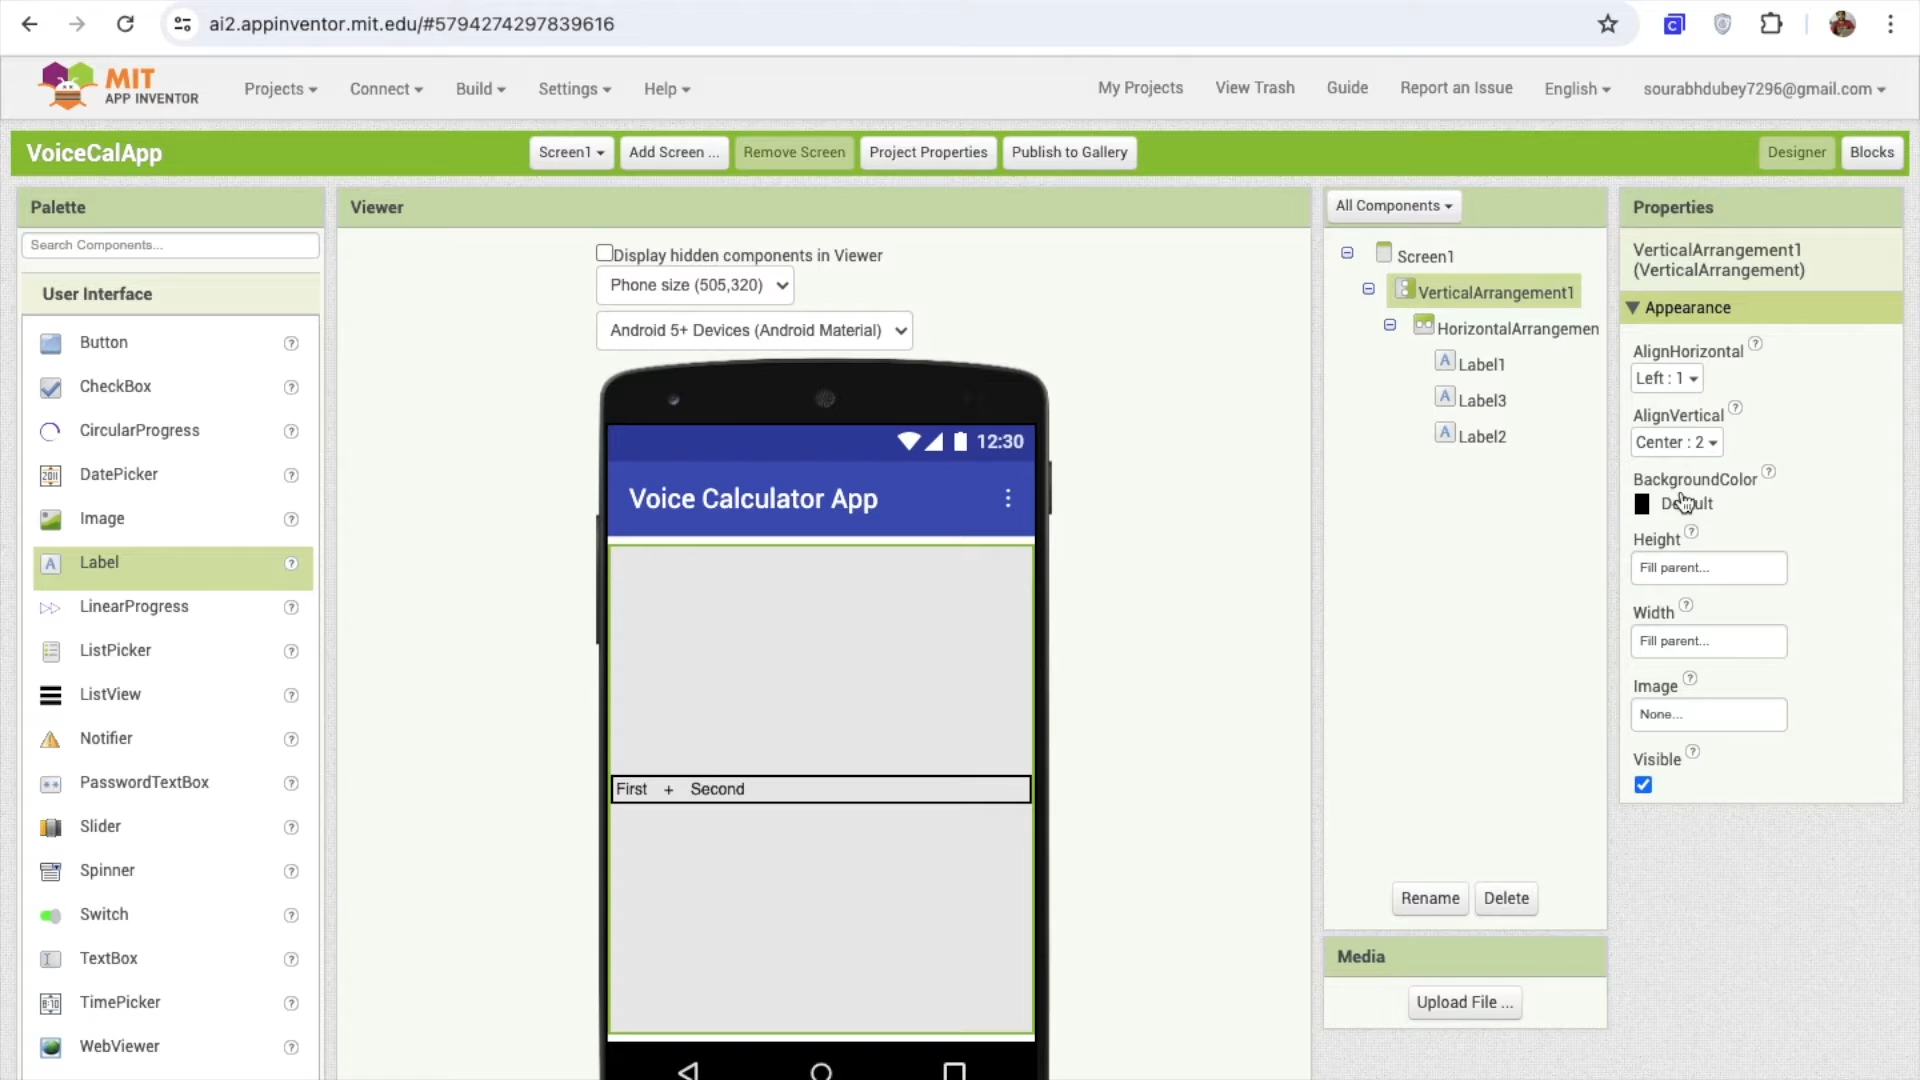 ai2.appinventor.mit.edu/#5794274297839616
MIT
APP INVENTOR
Projects
Connect
Build
Settings
Help
My Projects
View Trash
Guide
Report an Issue
English
sourabhdubey7296@gmail.com
VoiceCalApp
Screen1
Add Screen ...
Remove Screen
Project Properties
Publish to Gallery
Designer
Blocks
Palette
Search Components...
User Interface
Button
CheckBox
CircularProgress
DatePicker
Image
Label
LinearProgress
ListPicker
ListView
Notifier
PasswordTextBox
Slider
Spinner
Switch
TextBox
TimePicker
WebViewer
Viewer
Display hidden components in Viewer
Phone size (505,320)
Android 5+ Devices (Android Material)
12:30
Voice Calculator App
First + Second
All Components
Screen1
VerticalArrangement1
HorizontalArrangemen
Label1
Label3
Label2
Rename
Delete
Media
Upload File ...
Properties
VerticalArrangement1
(VerticalArrangement)
Appearance
AlignHorizontal
Left : 1
AlignVertical
Center : 2
BackgroundColor
Default
Height
Fill parent...
Width
Fill parent...
Image
None...
Visible